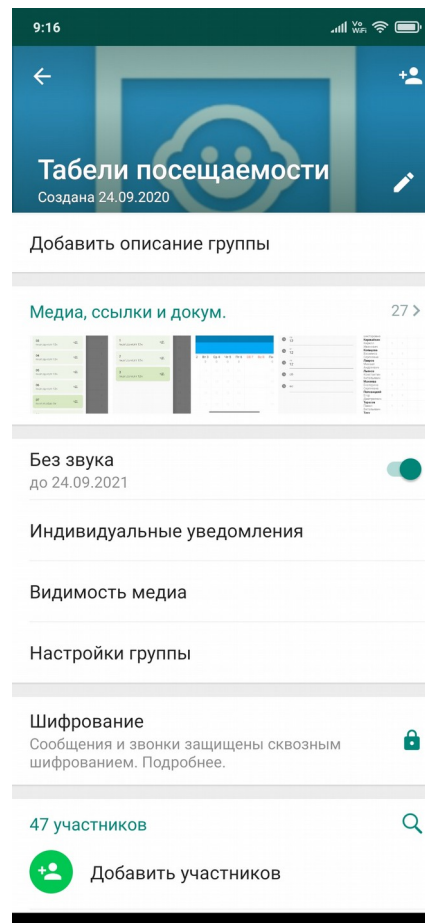 9:16
Vo
WiFi
Табели посещаемости
Создана 24.09.2020
Добавить описание группы
Медиа, ссылки и докум.
27
Без звука
до 24.09.2021
Индивидуальные уведомления
Видимость медиа
Настройки группы
Шифрование
Сообщения и звонки защищены сквозным
шифрованием. Подробнее.
47 участников
Добавить участников